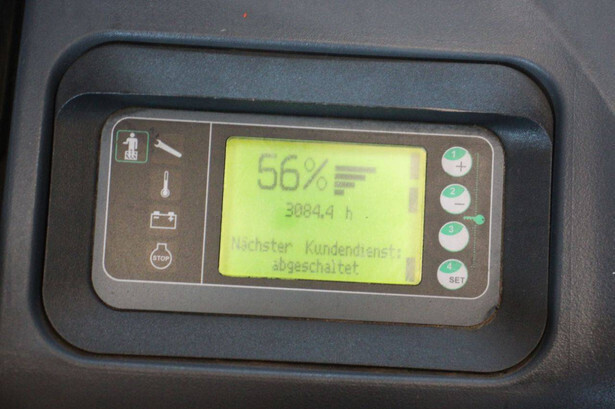 56%
3084,4 h
Nächster Kundendienst:
abgeschaltet
STOP
1
+
2
−
3
4
SET